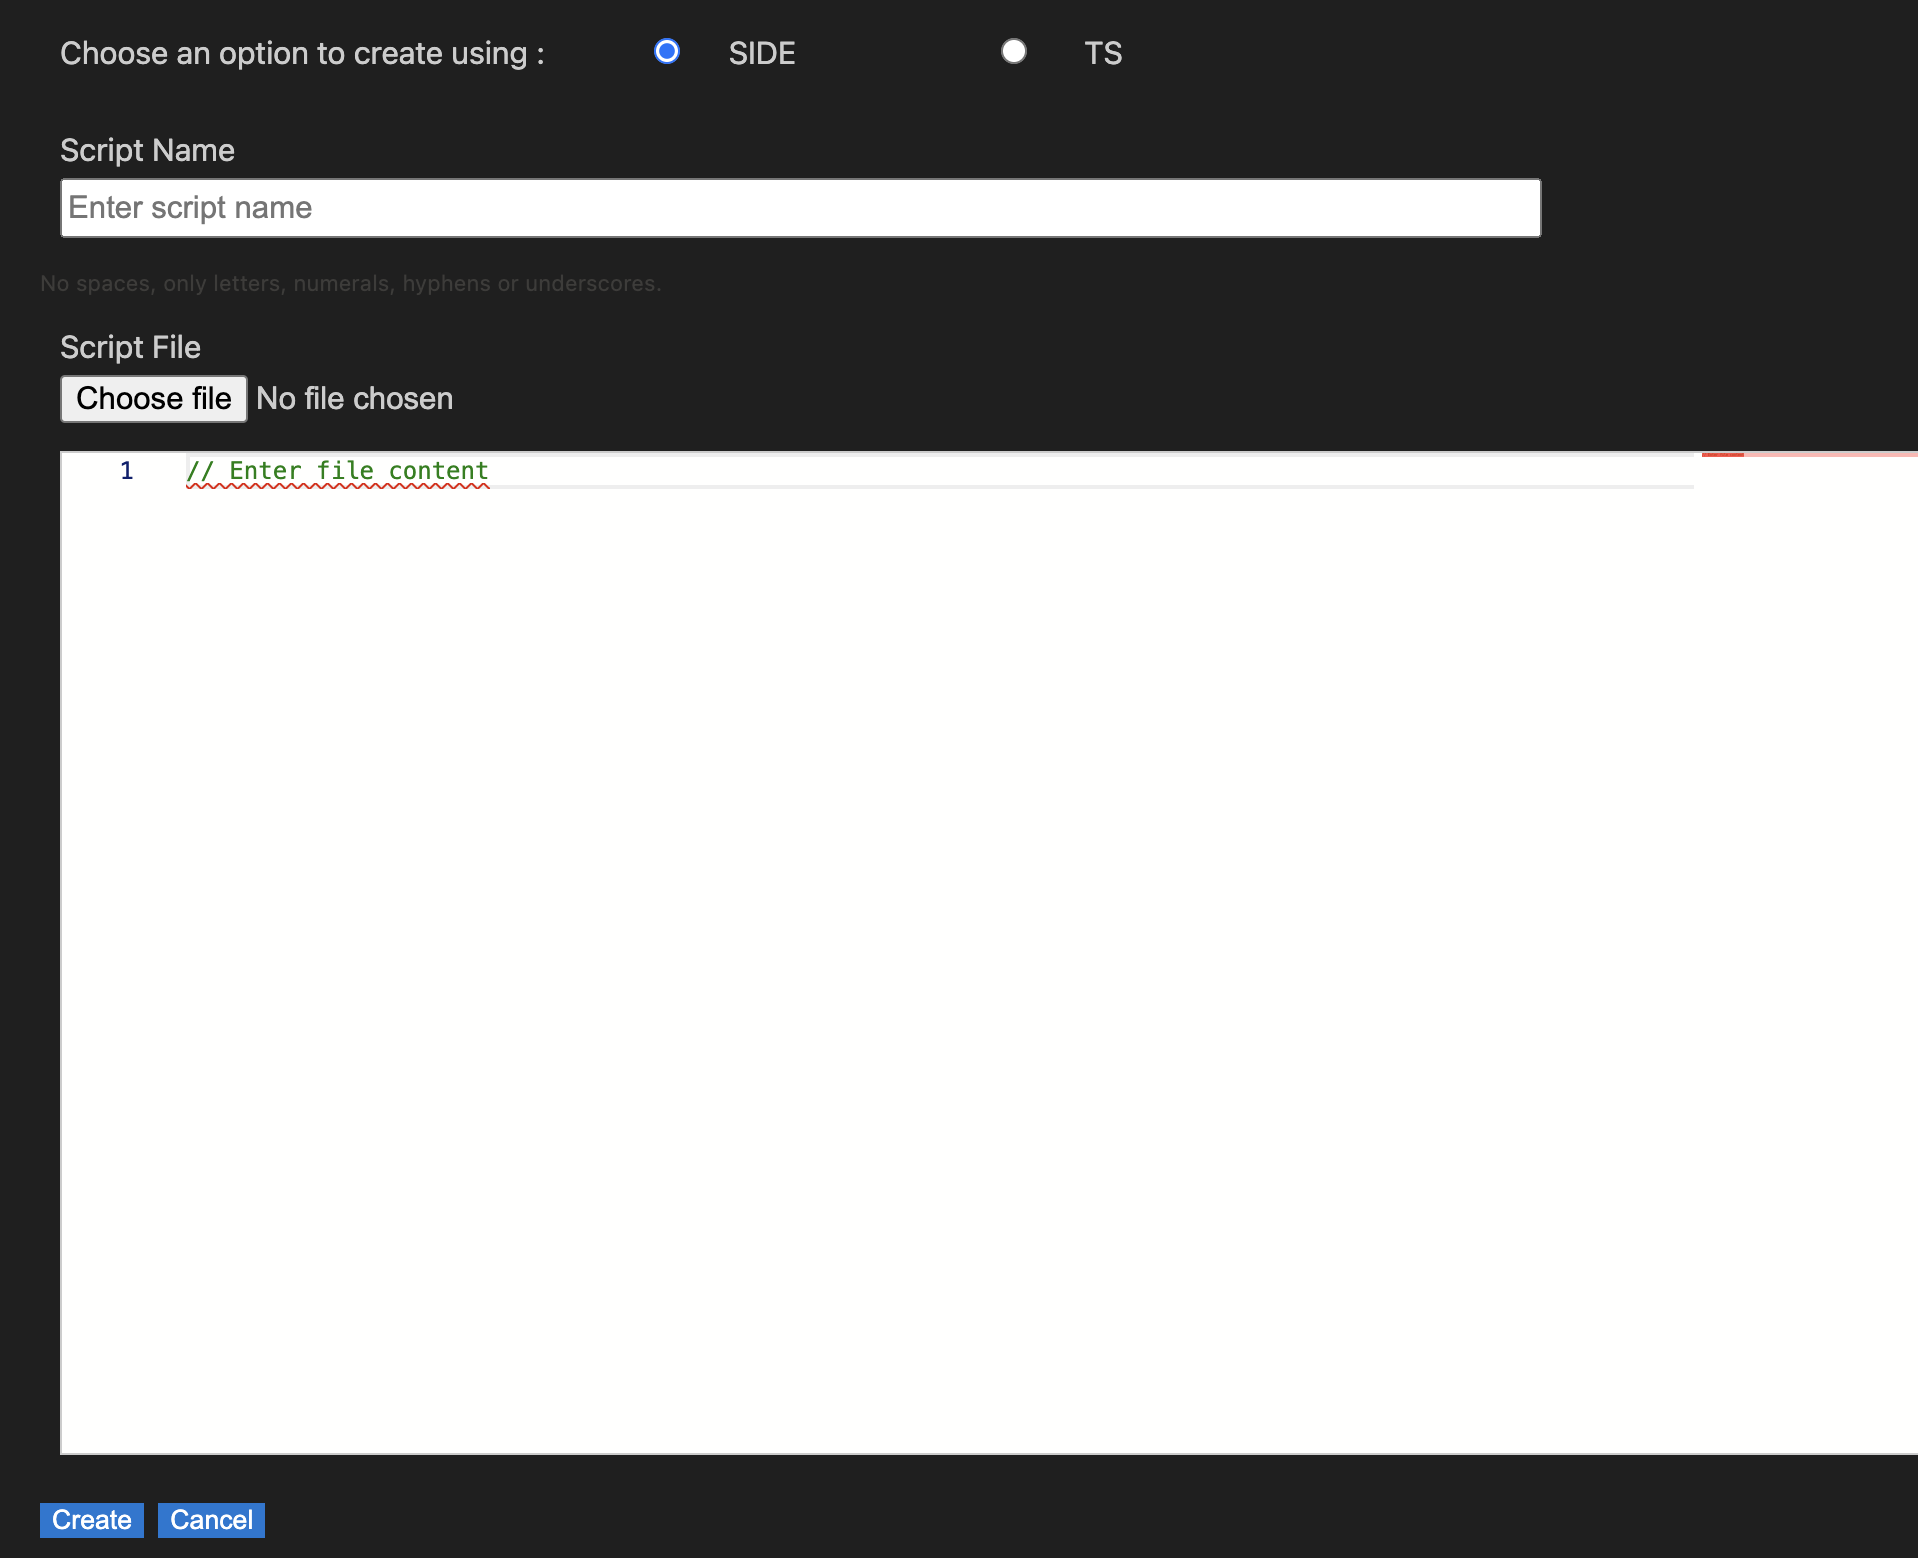 Choose an option to create using : SIDE TS
Script Name
Enter script name
No spaces, only letters, numerals, hyphens or underscores.
Script File
Choose file No file chosen
1 // Enter file content
Create Cancel